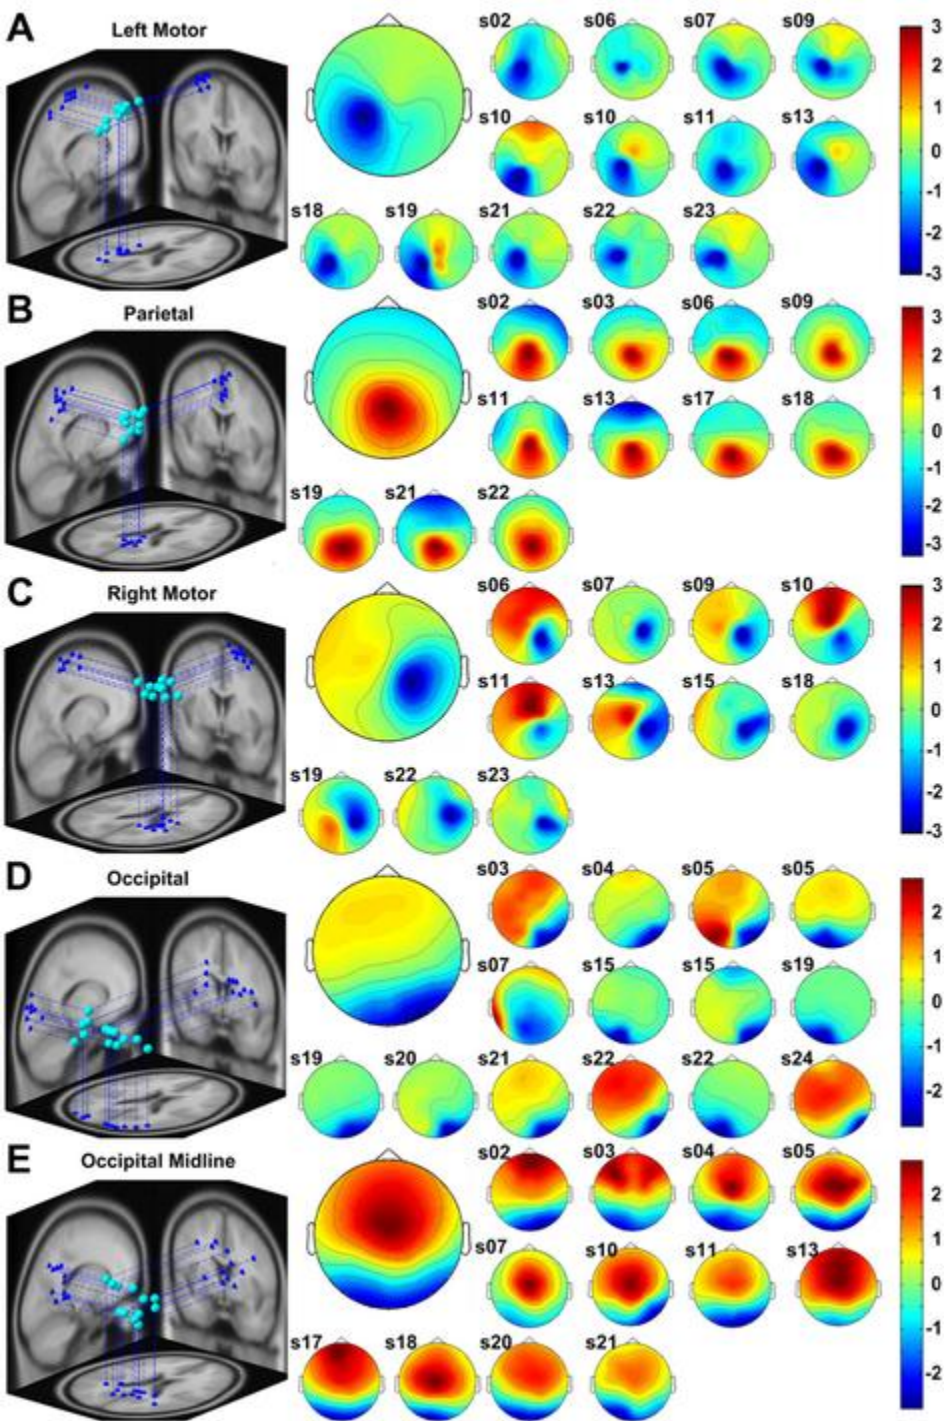 A
Left Motor
s02 s06 s07 s09
s10 s10 s11 s13
s18 s19 s21 s22 s23
3
2
1
0
-1
-2
-3
B
Parietal
s02 s03 s06 s09
s11 s13 s17 s18
s19 s21 s22
3
2
1
0
-1
-2
-3
C
Right Motor
s06 s07 s09 s10
s11 s13 s15 s18
s19 s22 s23
3
2
1
0
-1
-2
-3
D
Occipital
s03 s04 s05 s05
s07 s15 s15 s19
s19 s20 s21 s22 s22 s24
2
1
0
-1
-2
E
Occipital Midline
s02 s03 s04 s05
s07 s10 s11 s13
s17 s18 s20 s21
2
1
0
-1
-2